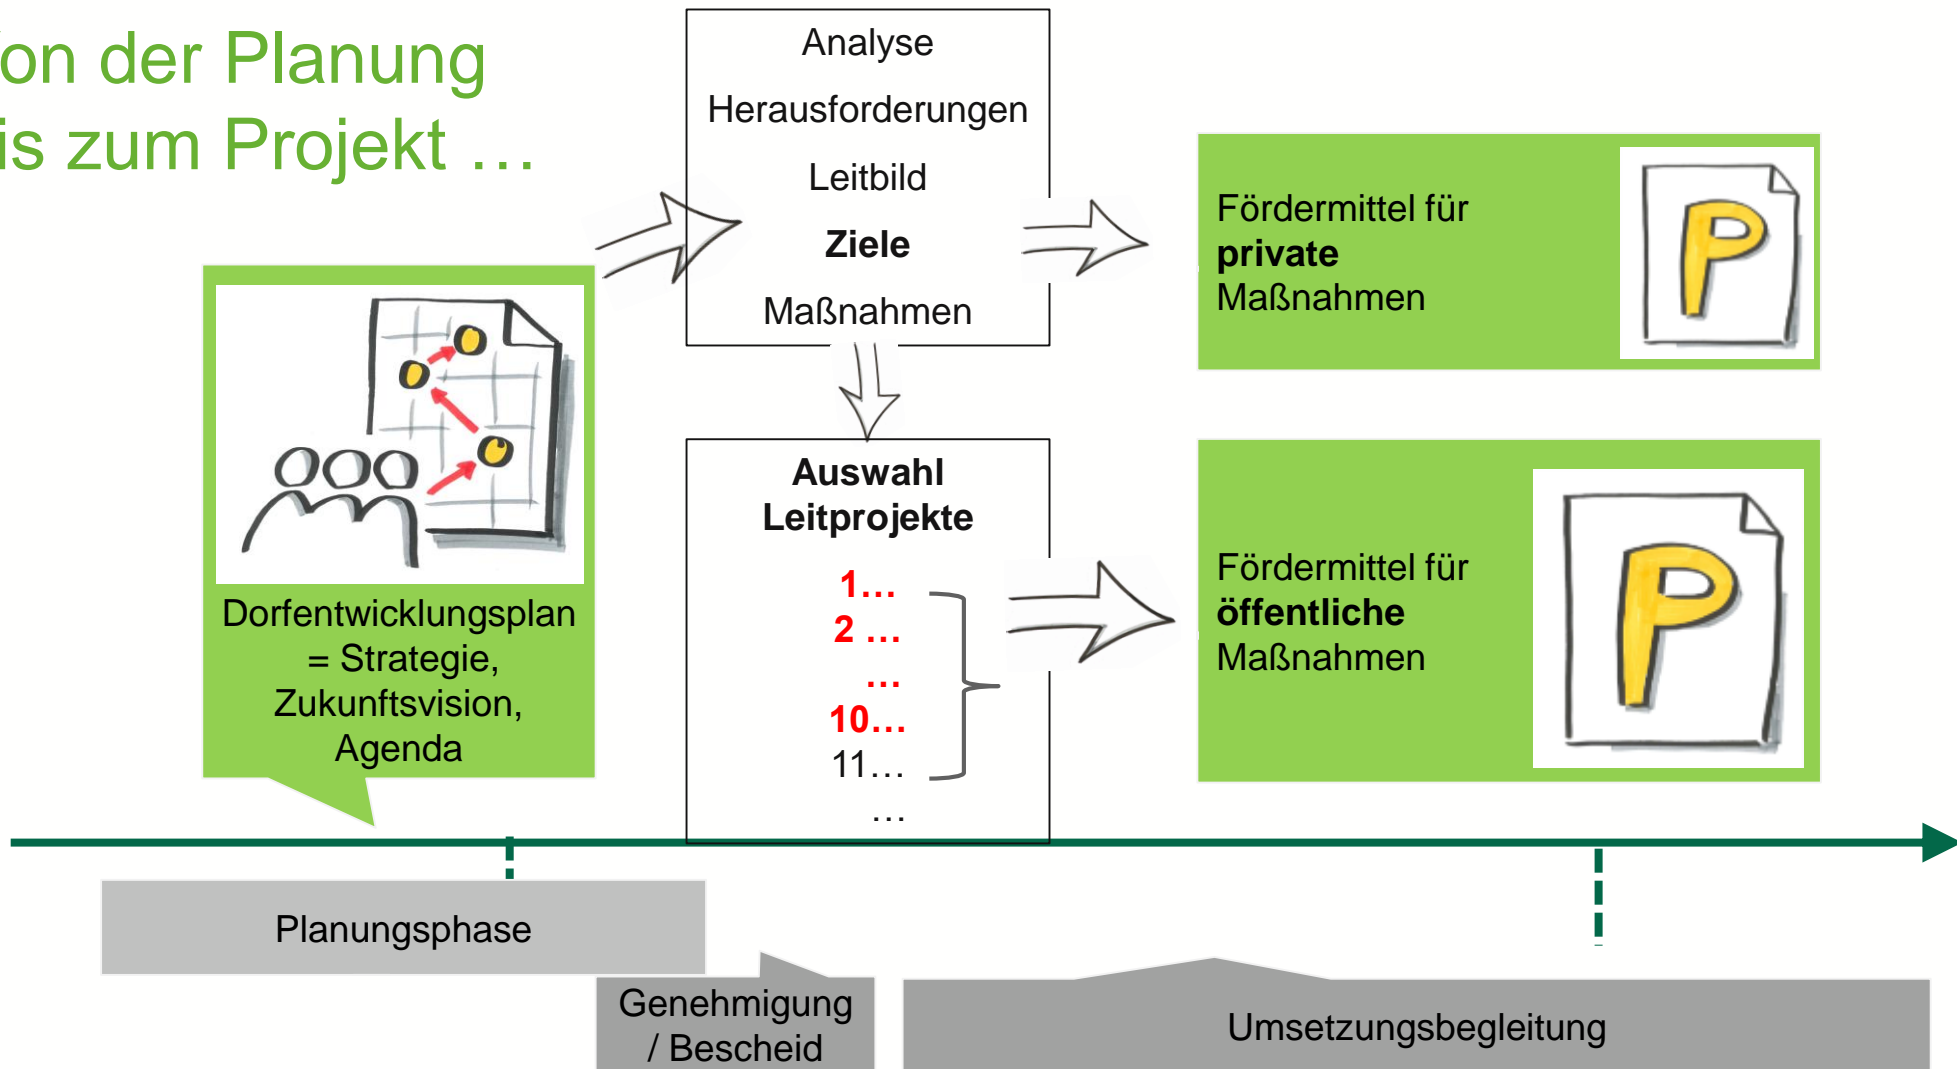 on der Planung
is zum Projekt …
Analyse
Herausforderungen
Leitbild
Ziele
Maßnahmen
Fördermittel für
private
Maßnahmen
P
Dorfentwicklungsplan
= Strategie,
Zukunftsvision,
Agenda
Auswahl
Leitprojekte
1…
2 …
…
10…
11…
…
Fördermittel für
öffentliche
Maßnahmen
P
Planungsphase
Genehmigung
/ Bescheid
Umsetzungsbegleitung